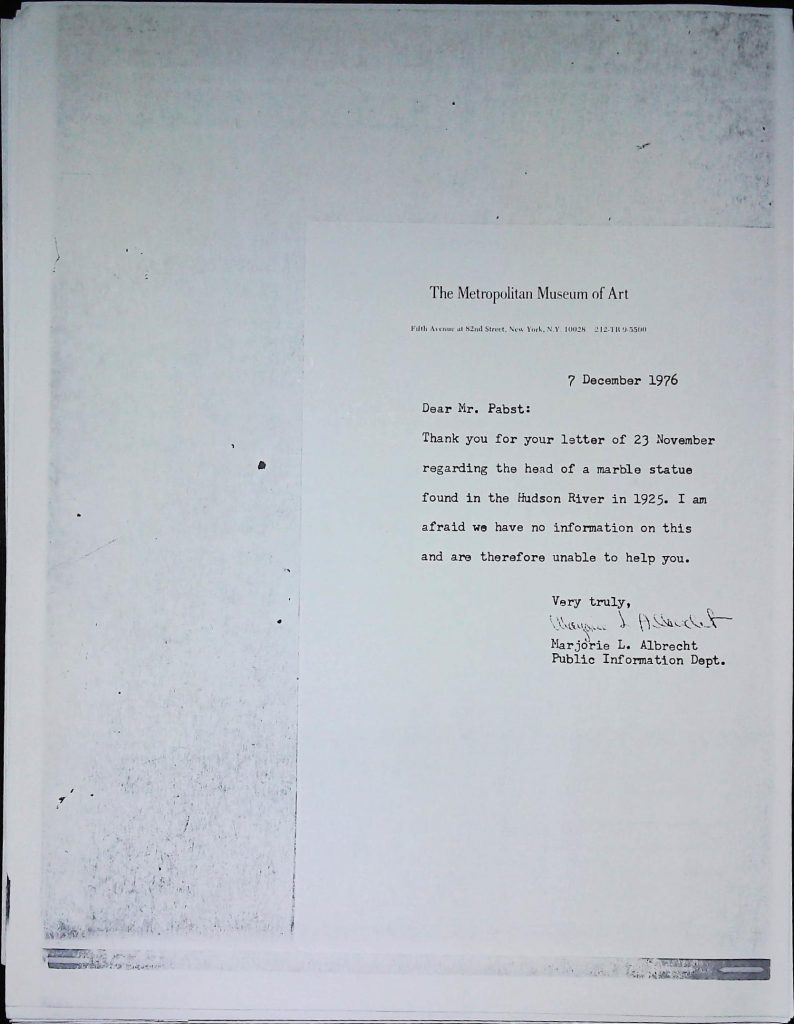 The Metropolitan Museum of Art
Fifth Avenue at 82nd Street, New York, N.Y. 10028 212-TR 9-5500
7 December 1976
Dear Mr. Pabst:
Thank you for your letter of 23 November
regarding the head of a marble statue
found in the Hudson River in 1925. I am
afraid we have no information on this
and are therefore unable to help you.
Very truly,
Marjorie L. Albrecht
Marjorie L. Albrecht
Public Information Dept.